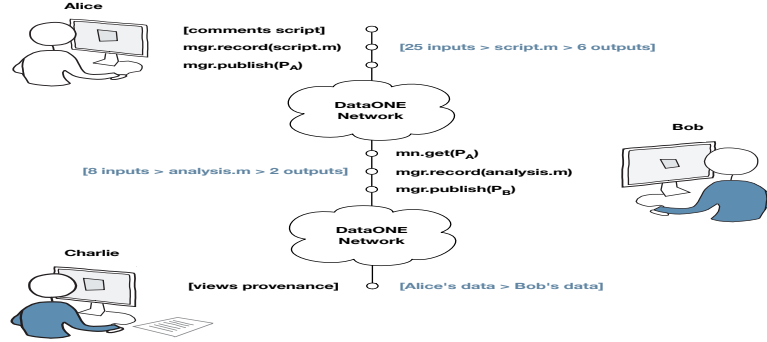 Alice
[comments script]
mgr.record(script.m)
[25 inputs > script.m > 6 outputs]
mgr.publish(PA)
DataONE
Network
Bob
mn.get(PA)
[8 inputs > analysis.m > 2 outputs]
mgr.record(analysis.m)
mgr.publish(PB)
DataONE
Network
Charlie
[views provenance]
[Alice's data > Bob's data]